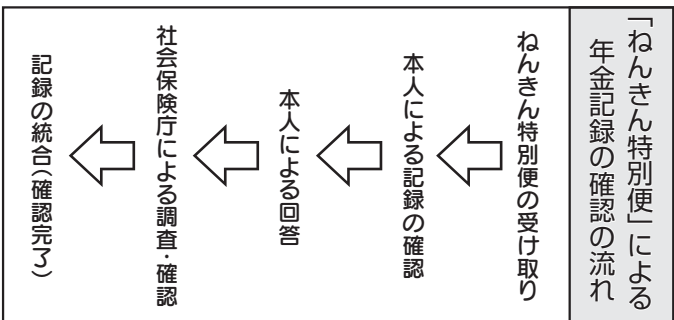 「ねんきん特別便」による
年金記録の確認の流れ
ねんきん特別便の受け取り
本人による記録の確認
本人による回答
社会保険庁による調査・確認
記録の統合（確認完了）